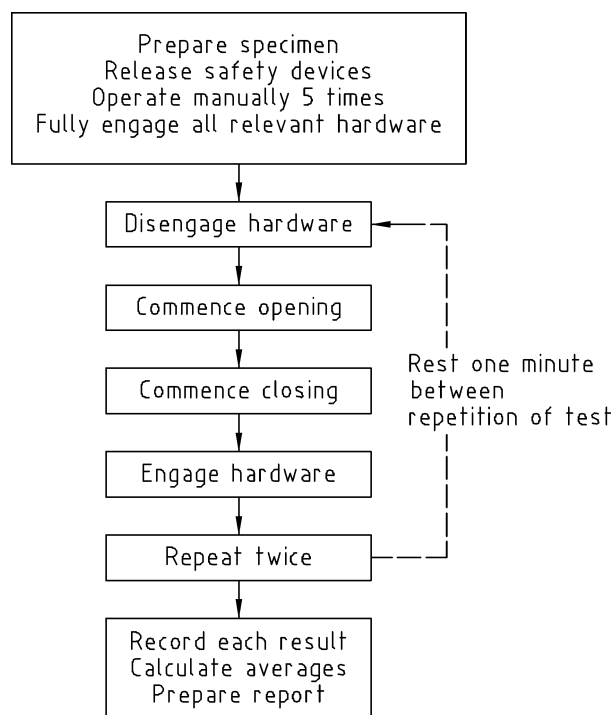 Prepare specimen
Release safety devices
Operate manually 5 times
Fully engage all relevant hardware
Disengage hardware
Commence opening
Commence closing
Engage hardware
Repeat twice
Rest one minute
between
repetition of test
Record each result
Calculate averages
Prepare report